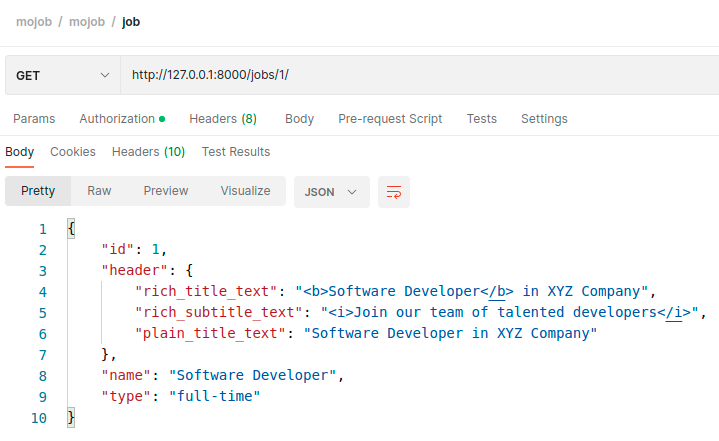 mojob / mojob / job
GET http://127.0.0.1:8000/jobs/1/
Params Authorization Headers (8) Body Pre-request Script Tests Settings
Body Cookies Headers (10) Test Results
Pretty Raw Preview Visualize JSON
1 {
2 "id": 1,
3 "header": {
4 "rich_title_text": "<b>Software Developer</b> in XYZ Company",
5 "rich_subtitle_text": "<i>Join our team of talented developers</i>",
6 "plain_title_text": "Software Developer in XYZ Company"
7 },
8 "name": "Software Developer",
9 "type": "full-time"
10 }